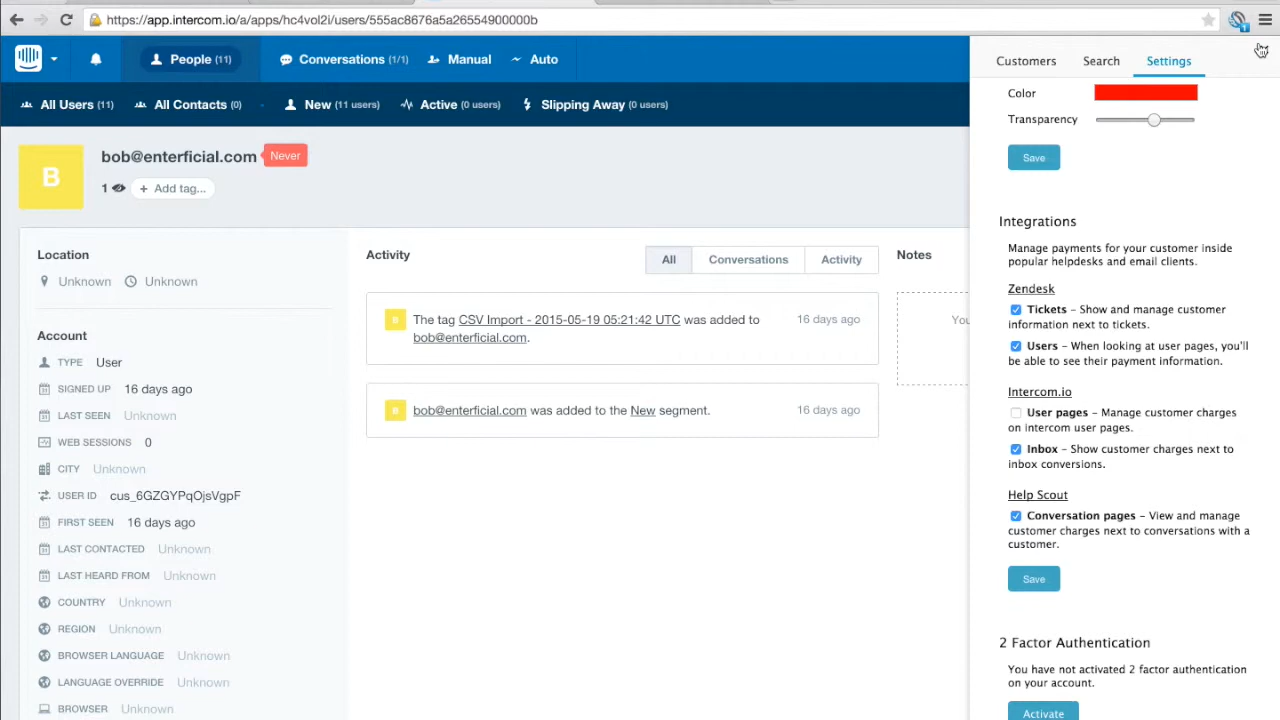 https://app.intercom.io/a/apps/hc4vol2i/users/555ac8676a5a26554900000b
1
People (11)
Conversations (1/1)
Manual
Auto
All Users (11)
All Contacts (0)
New (11 users)
Active (0 users)
Slipping Away (0 users)
B
bob@enterficial.com
Never
1
+ Add tag...
Location
Unknown
Unknown
Account
TYPE User
SIGNED UP 16 days ago
LAST SEEN Unknown
WEB SESSIONS 0
CITY Unknown
USER ID cus_6GZGYPqOjsVgpF
FIRST SEEN 16 days ago
LAST CONTACTED Unknown
LAST HEARD FROM Unknown
COUNTRY Unknown
REGION Unknown
BROWSER LANGUAGE Unknown
LANGUAGE OVERRIDE Unknown
BROWSER Unknown
Activity
All
Conversations
Activity
B
The tag CSV Import - 2015-05-19 05:21:42 UTC was added to
bob@enterficial.com.
16 days ago
B
bob@enterficial.com was added to the New segment.
16 days ago
Notes
Customers
Search
Settings
Color
Transparency
Save
Integrations
Manage payments for your customer inside
popular helpdesks and email clients.
Zendesk
Tickets – Show and manage customer
information next to tickets.
Users – When looking at user pages, you'll
be able to see their payment information.
Intercom.io
User pages – Manage customer charges
on intercom user pages.
Inbox – Show customer charges next to
inbox conversions.
Help Scout
Conversation pages – View and manage
customer charges next to conversations with a
customer.
Save
2 Factor Authentication
You have not activated 2 factor authentication
on your account.
Activate